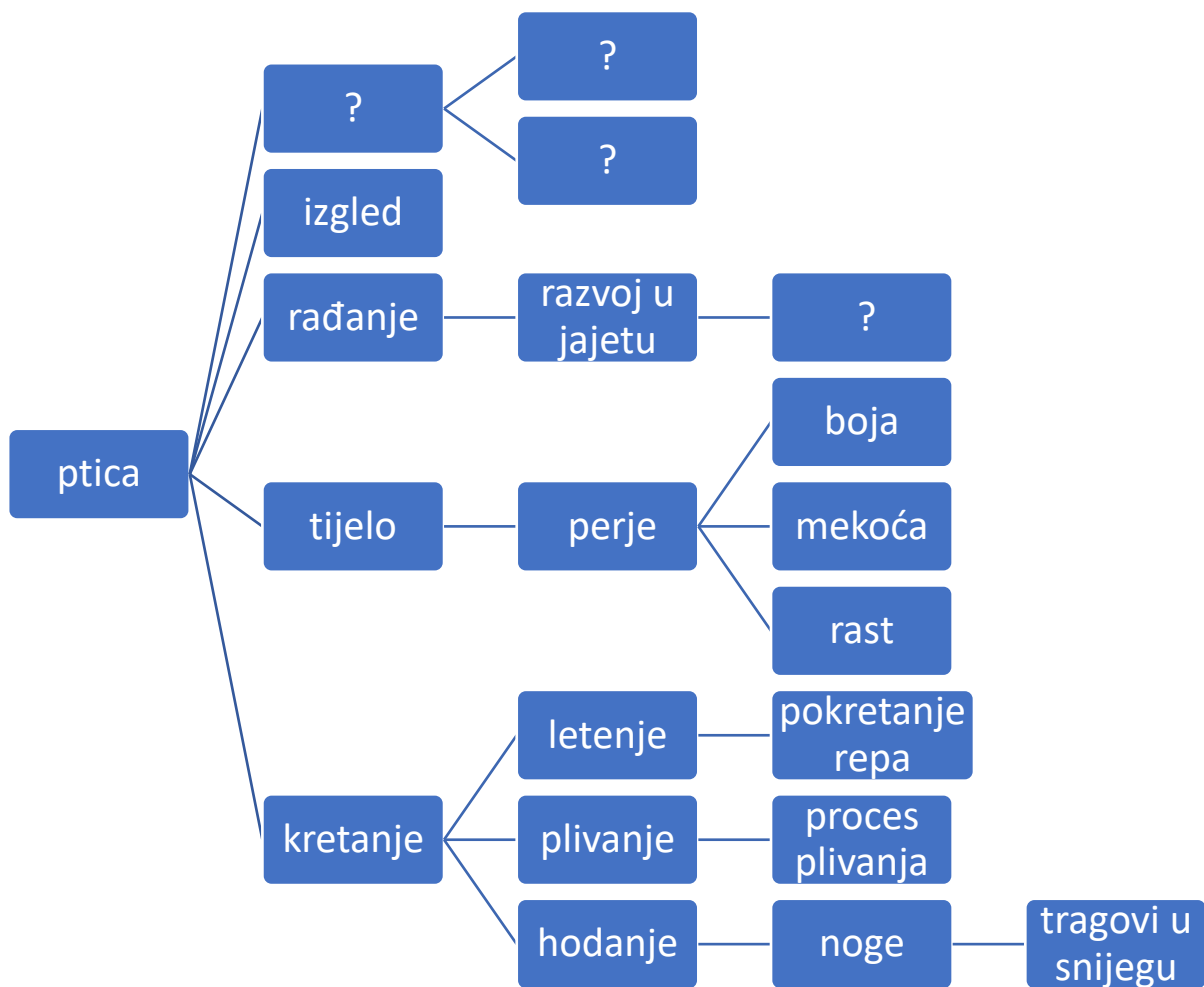 ?
?
?
izgled
rađanje
razvoj u
jajetu
?
ptica
tijelo
perje
boja
mekoća
rast
kretanje
letenje
pokretanje
repa
plivanje
proces
plivanja
hodanje
noge
tragovi u
snijegu